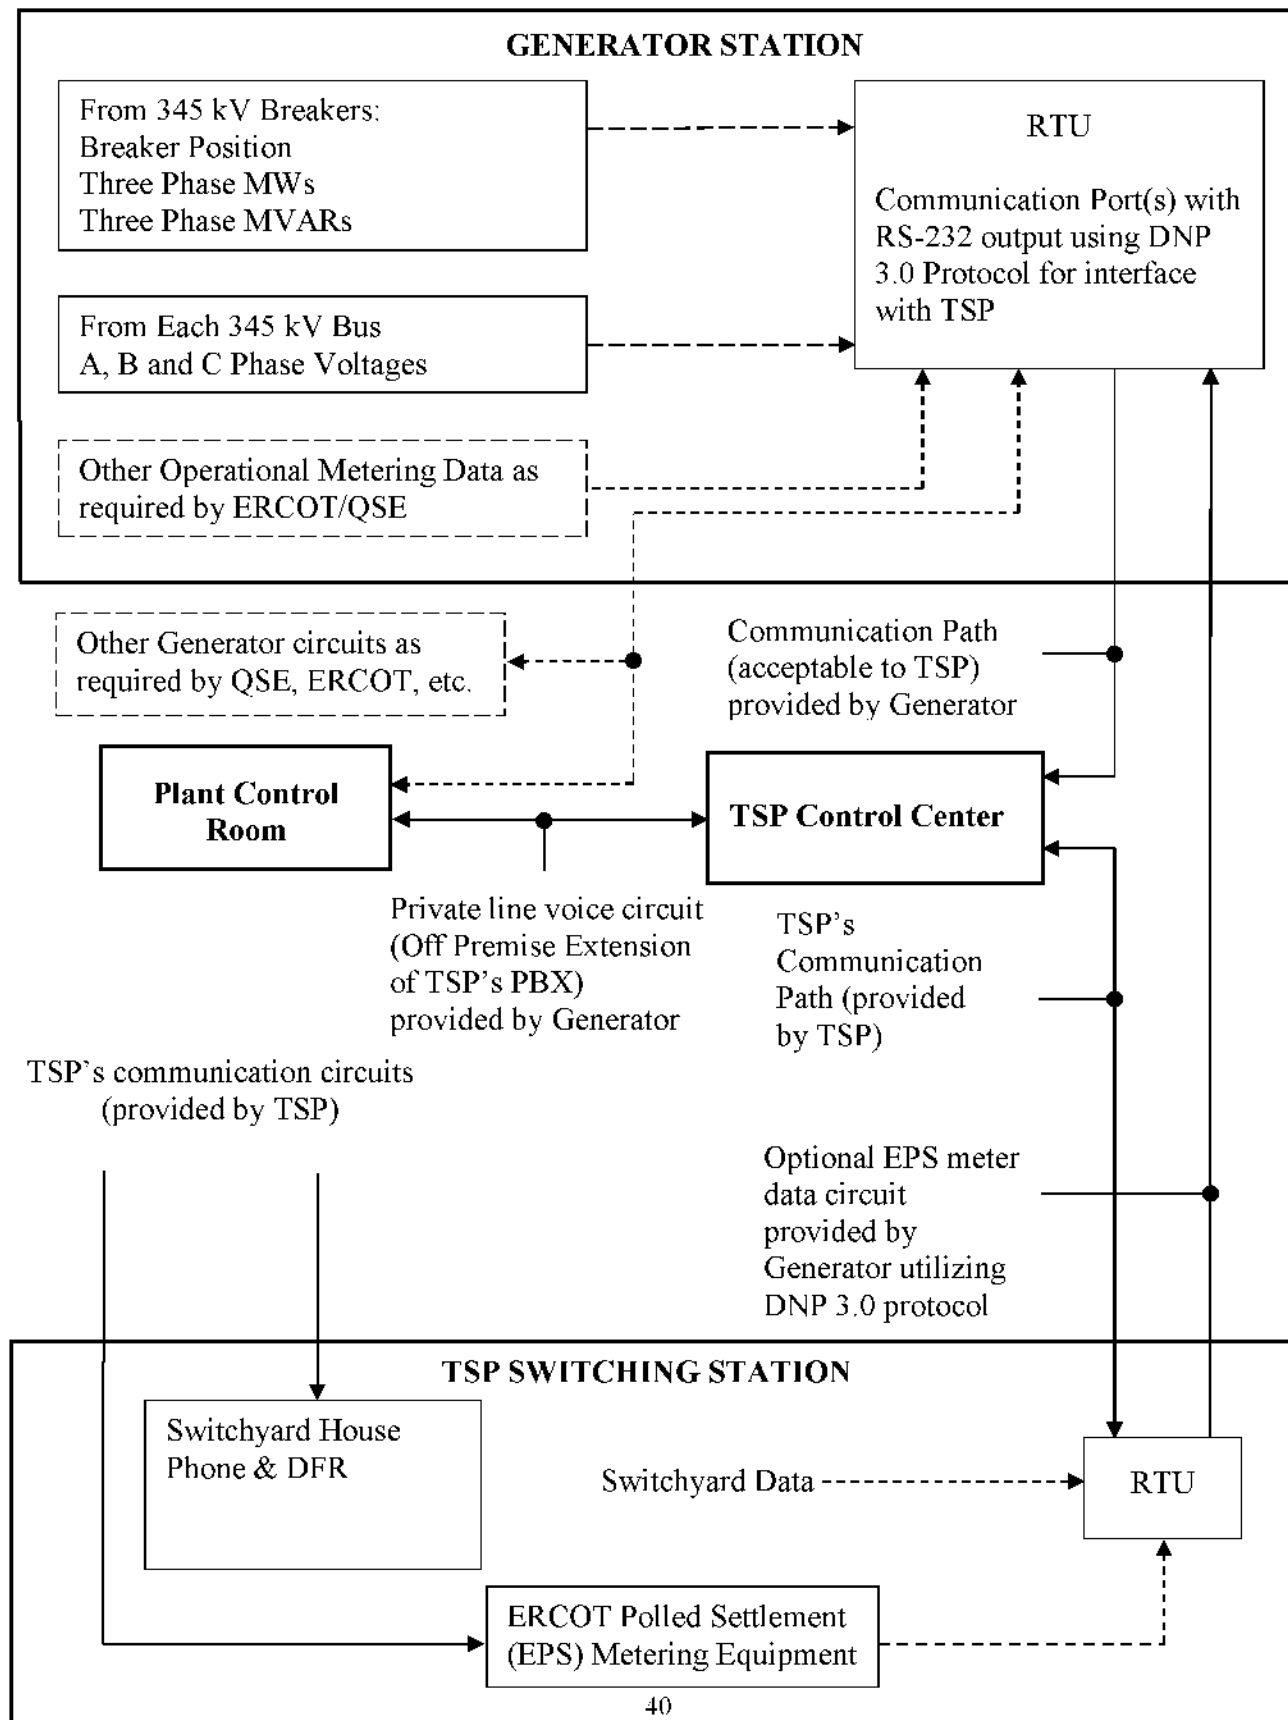 GENERATOR STATION
From 345 kV Breakers:
Breaker Position
Three Phase MWs
Three Phase MVARs
RTU
Communication Port(s) with
RS-232 output using DNP
3.0 Protocol for interface
with TSP
From Each 345 kV Bus
A, B and C Phase Voltages
Other Operational Metering Data as
required by ERCOT/QSE
Other Generator circuits as
required by QSE, ERCOT, etc.
Communication Path
(acceptable to TSP)
provided by Generator
Plant Control
Room
TSP Control Center
Private line voice circuit
(Off Premise Extension
of TSP's PBX)
provided by Generator
TSP's
Communication
Path (provided
by TSP)
TSP's communication circuits
(provided by TSP)
Optional EPS meter
data circuit
provided by
Generator utilizing
DNP 3.0 protocol
TSP SWITCHING STATION
Switchyard House
Phone & DFR
Switchyard Data
RTU
ERCOT Polled Settlement
(EPS) Metering Equipment
40